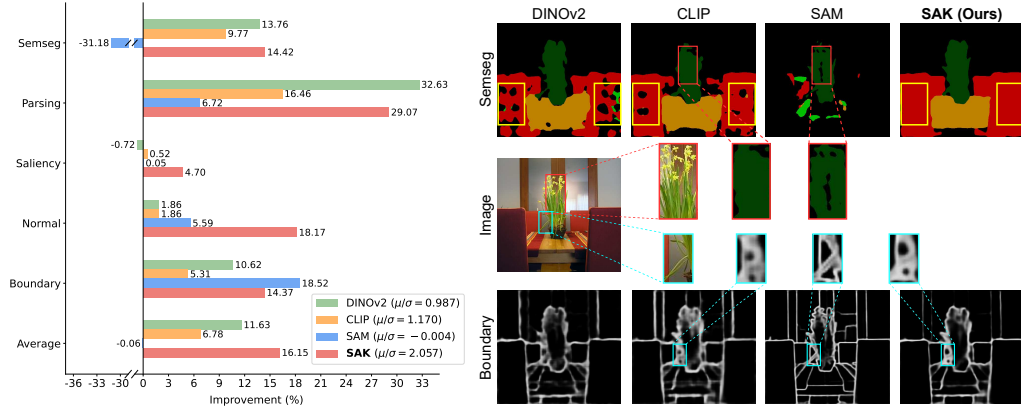 Semseg
-31.18
13.76
9.77
14.42
Parsing
32.63
16.46
6.72
29.07
Saliency
-0.72
0.52
0.05
4.70
Normal
1.86
1.86
5.59
18.17
Boundary
10.62
5.31
18.52
14.37
Average
11.63
6.78
-0.06
16.15
DINOv2 (μ/σ = 0.987)
CLIP (μ/σ = 1.170)
SAM (μ/σ = −0.004)
SAK (μ/σ = 2.057)
-36 -33 -30 0 3 6 9 12 15 18 21 24 27 30 33
Improvement (%)
DINOv2 CLIP SAM SAK (Ours)
Semseg
Image
Boundary